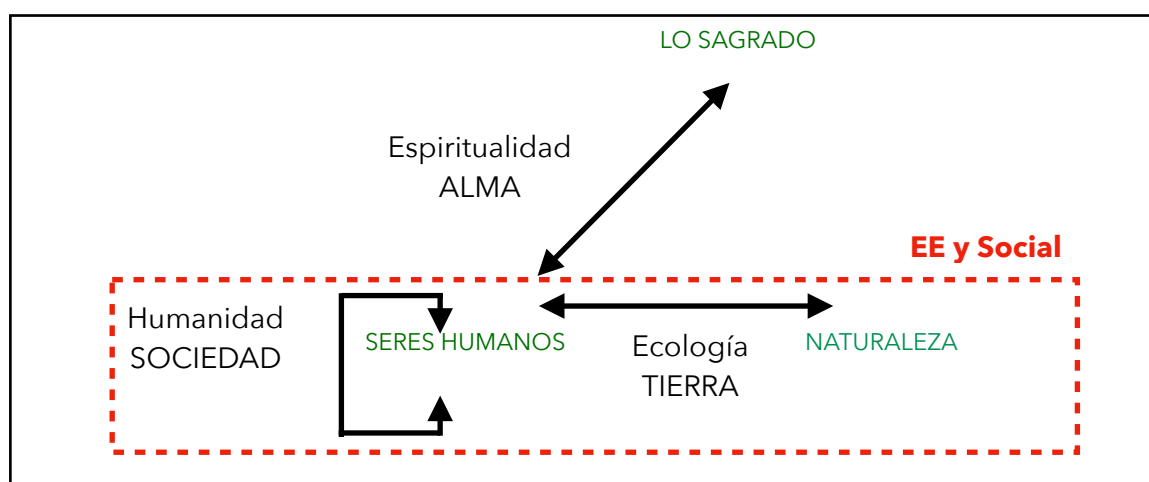 LO SAGRADO
Espiritualidad
ALMA
EE y Social
Humanidad
SOCIEDAD
SERES HUMANOS
Ecología
TIERRA
NATURALEZA